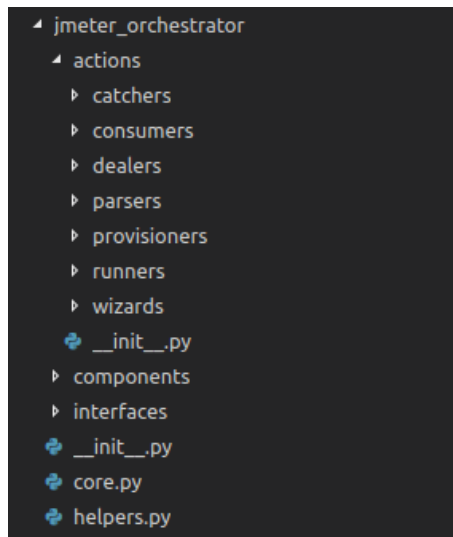 jmeter_orchestrator
actions
catchers
consumers
dealers
parsers
provisioners
runners
wizards
__init__.py
components
interfaces
__init__.py
core.py
helpers.py